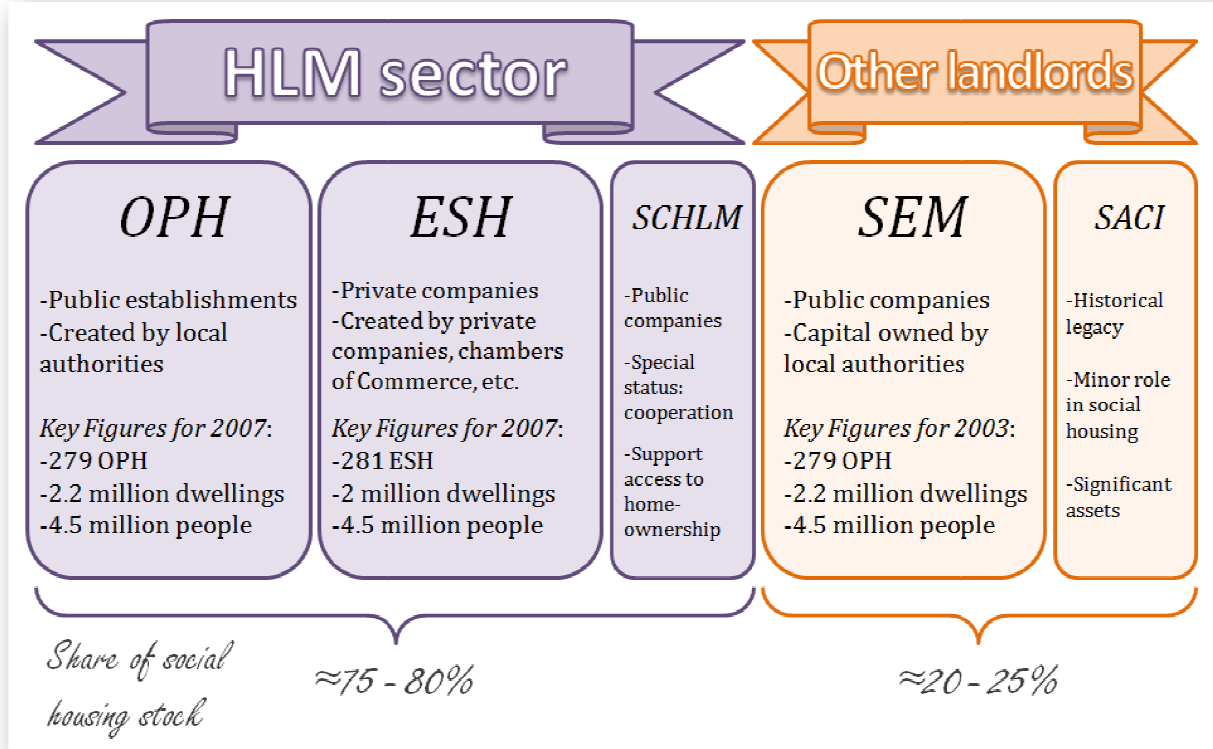 HLM sector
Other landlords
OPH
-Public establishments
-Created by local
authorities
Key Figures for 2007:
-279 OPH
-2.2 million dwellings
-4.5 million people
ESH
-Private companies
-Created by private
companies, chambers
of Commerce, etc.
Key Figures for 2007:
-281 ESH
-2 million dwellings
-4.5 million people
SCHLM
-Public
companies
-Special
status:
cooperation
-Support
access to
home-
ownership
SEM
-Public companies
-Capital owned by
local authorities
Key Figures for 2003:
-279 OPH
-2.2 million dwellings
-4.5 million people
SACI
-Historical
legacy
-Minor role
in social
housing
-Significant
assets
Share of social
housing stock
≈75 - 80%
≈20 - 25%